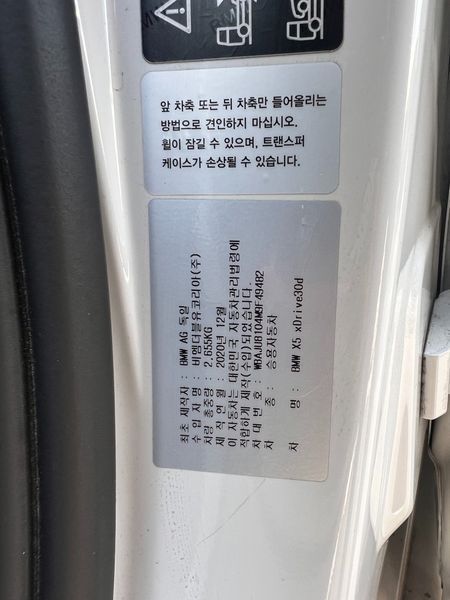 앞 차축 또는 뒤 차축만 들어올리는
방법으로 견인하지 마십시오.
휠이 잠길 수 있으며, 트랜스퍼
케이스가 손상될 수 있습니다.
최초 제작자 : BMW AG 독일
수 입 자 명 : 비엠더블유코리아(주)
차량 총중량 : 2,655KG
제 작 연 월 : 2020년 12월
이 자동차는 대한민국 자동차관리법령에
적합하게 제작(수입)되었습니다.
차 대 번 호 : WBAJU8104M9F49482
차 종 : 승용자동차
차 명 : BMW X5 xDrive30d